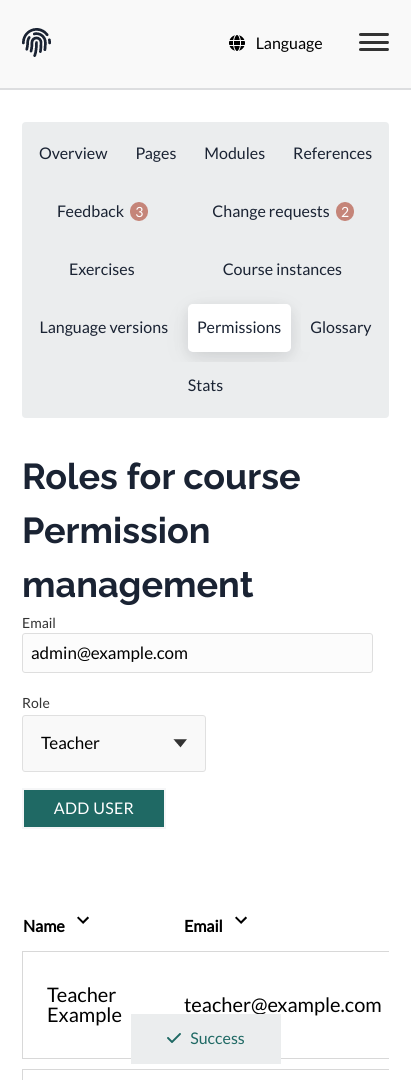 Language
Overview Pages Modules References
Feedback 3 Change requests 2
Exercises Course instances
Language versions Permissions Glossary
Stats
Roles for course
Permission
management
Email
admin@example.com
Role
Teacher
ADD USER
Name Email
Teacher
Example teacher@example.com
Success